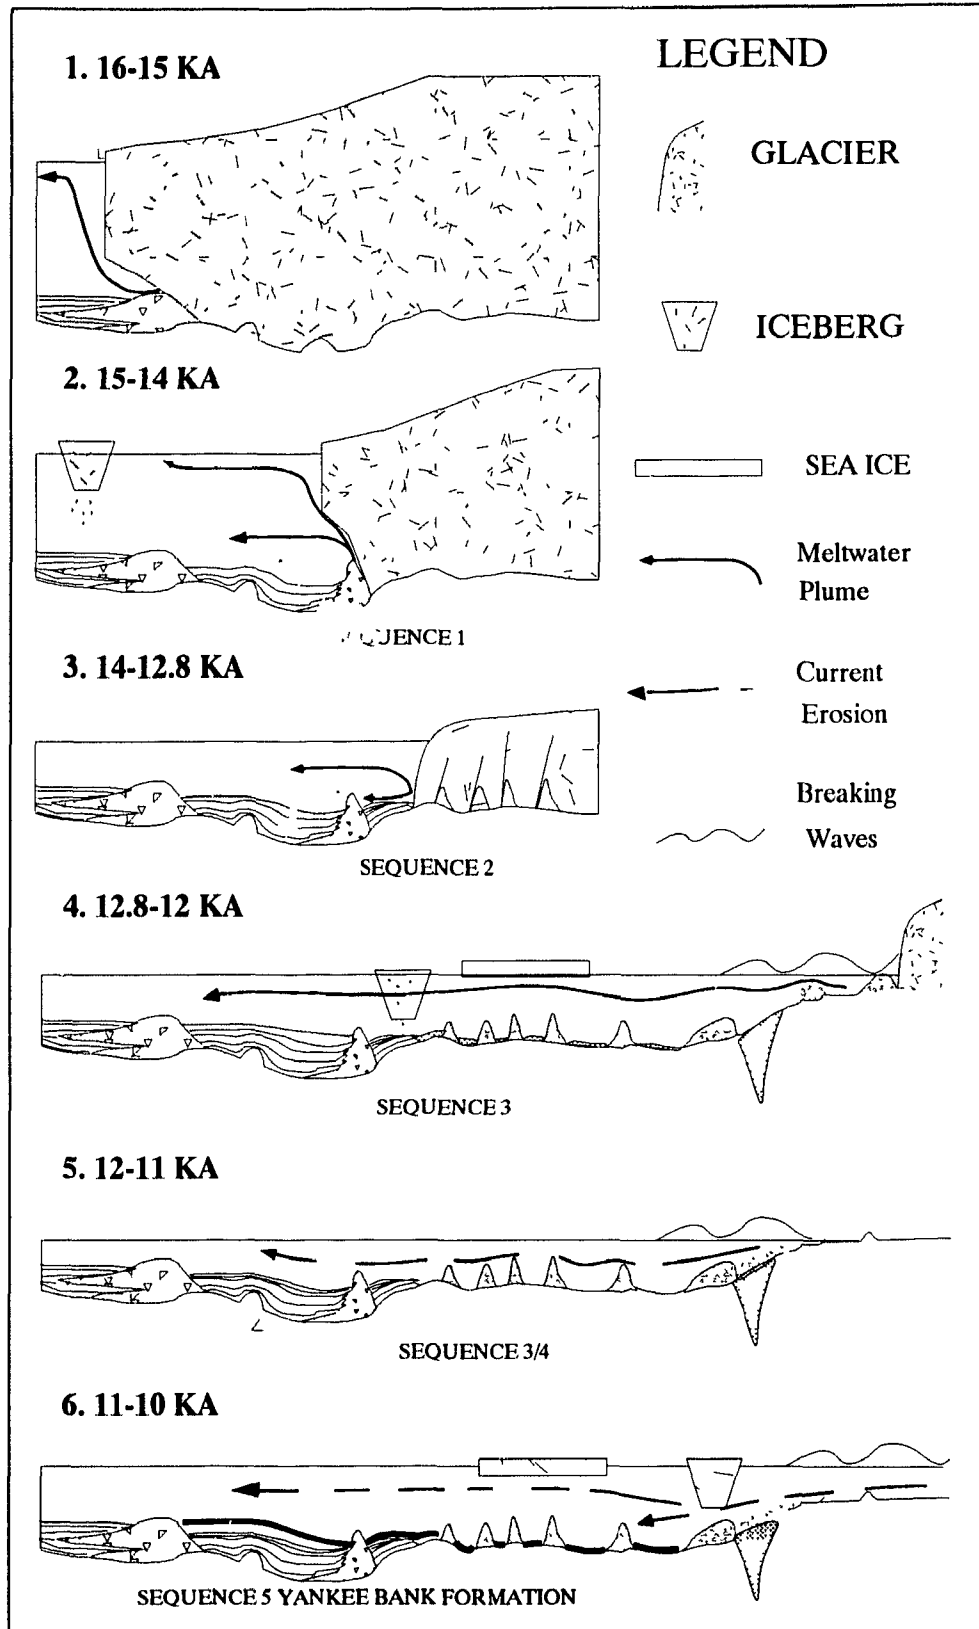 1. 16-15 KA
LEGEND
GLACIER
ICEBERG
2. 15-14 KA
SEA ICE
Meltwater
Plume
SEQUENCE 1
3. 14-12.8 KA
Current
Erosion
Breaking
Waves
SEQUENCE 2
4. 12.8-12 KA
SEQUENCE 3
5. 12-11 KA
SEQUENCE 3/4
6. 11-10 KA
SEQUENCE 5 YANKEE BANK FORMATION